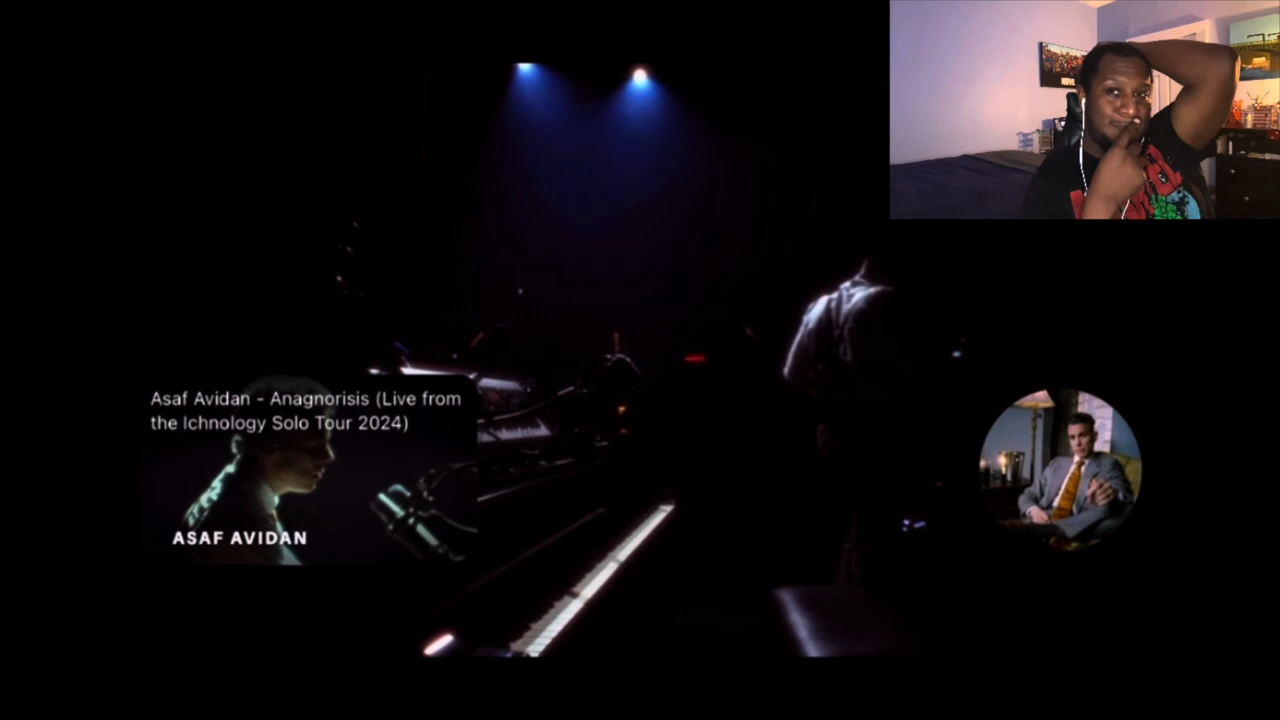 Asaf Avidan - Anagnorisis (Live from
the Ichnology Solo Tour 2024)
ASAF AVIDAN